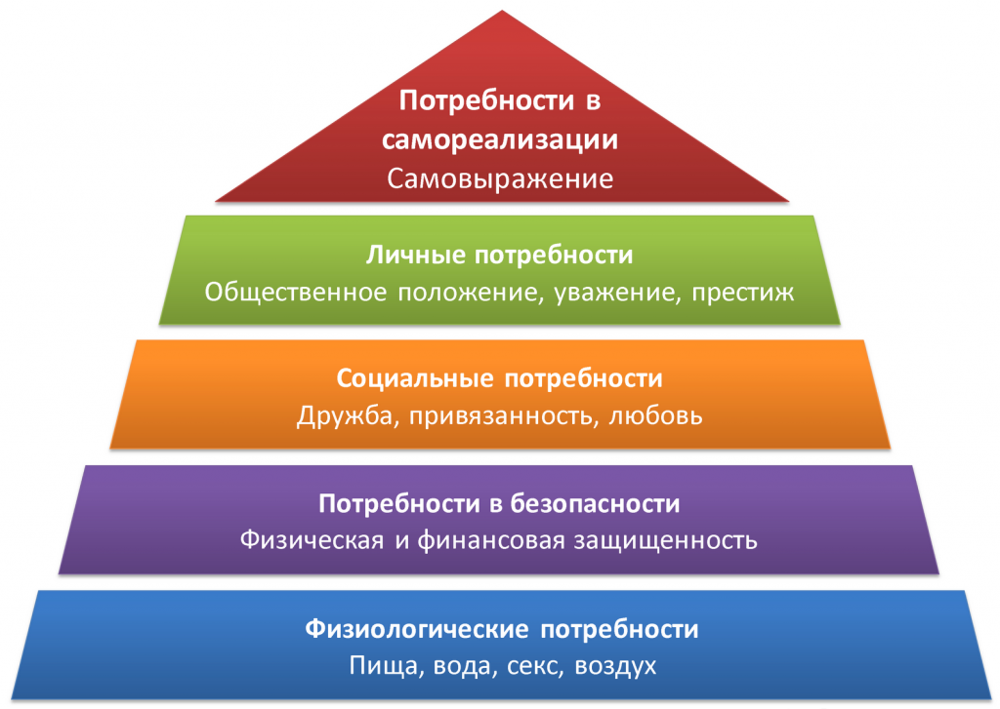 Потребности в
самореализации
Самовыражение
Личные потребности
Общественное положение, уважение, престиж
Социальные потребности
Дружба, привязанность, любовь
Потребности в безопасности
Физическая и финансовая защищенность
Физиологические потребности
Пища, вода, секс, воздух